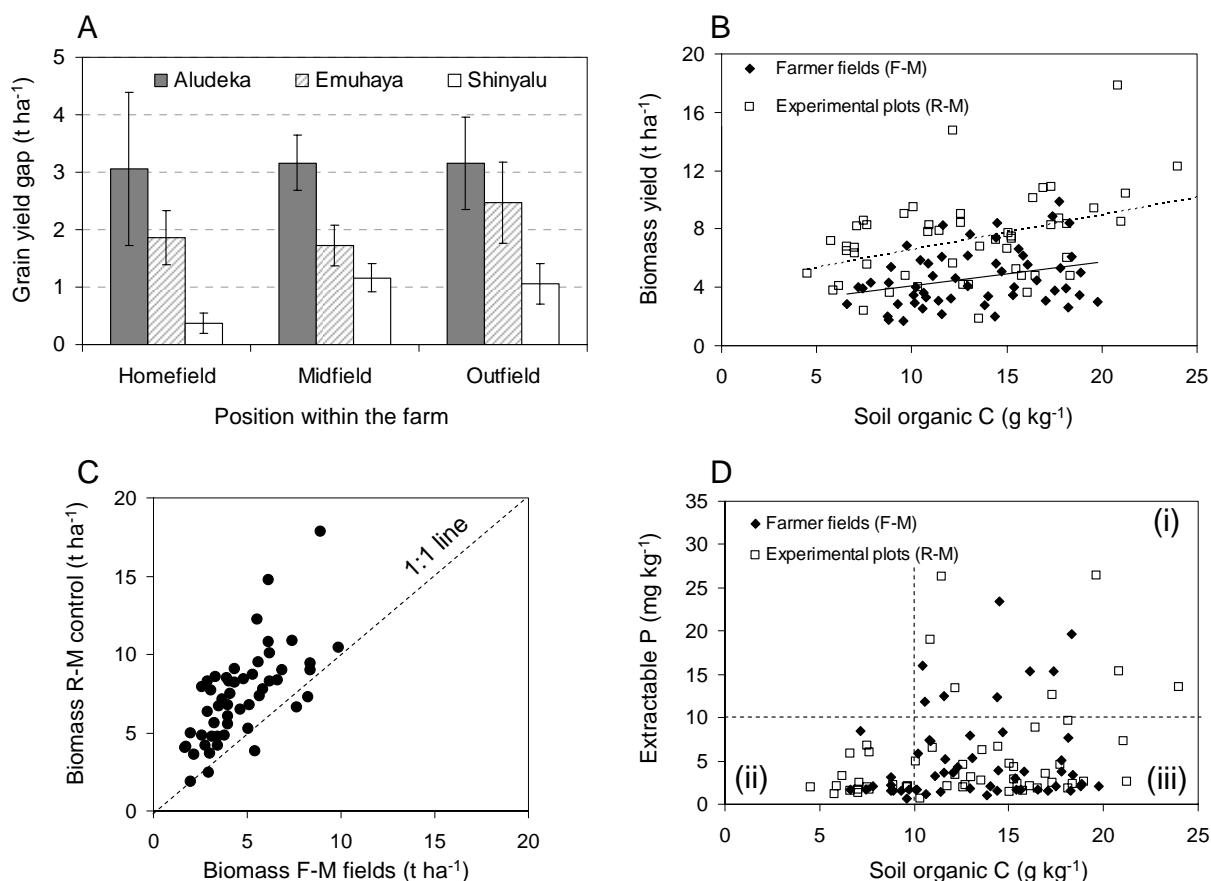 A
Grain yield gap (t ha⁻¹)
5
4
3
2
1
0
Aludeka Emuhaya Shinyalu
Homefield Midfield Outfield
Position within the farm
B
Biomass yield (t ha⁻¹)
20
16
12
8
4
0
Farmer fields (F-M)
Experimental plots (R-M)
0 5 10 15 20 25
Soil organic C (g kg⁻¹)
C
Biomass R-M control (t ha⁻¹)
20
15
10
5
0
1:1 line
0 5 10 15 20
Biomass F-M fields (t ha⁻¹)
D
Extractable P (mg kg⁻¹)
35
30
25
20
15
10
5
0
Farmer fields (F-M)
Experimental plots (R-M)
(i)
(ii) (iii)
0 5 10 15 20 25
Soil organic C (g kg⁻¹)